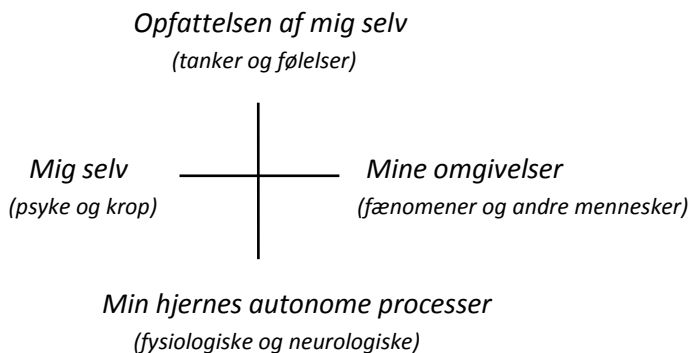 Opfattelsen af mig selv
(tanker og følelser)
Mig selv
(psyke og krop)
Mine omgivelser
(fænomener og andre mennesker)
Min hjernes autonome processer
(fysiologiske og neurologiske)